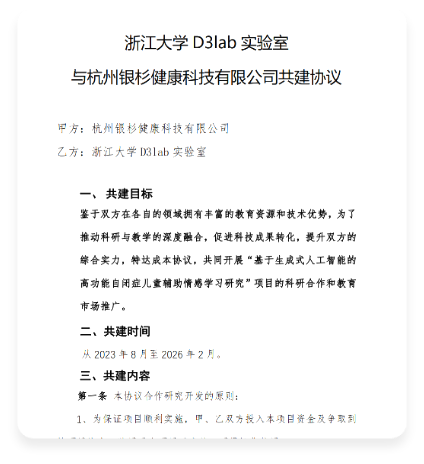 浙江大学 D3lab 实验室
与杭州银杉健康科技有限公司共建协议
甲方：杭州银杉健康科技有限公司
乙方：浙江大学 D3lab 实验室
一、 共建目标
鉴于双方在各自的领域拥有丰富的教育资源和技术优势，为了
推动科研与教学的深度融合，促进科技成果转化，提升双方的
综合实力，特达成本协议，共同开展“基于生成式人工智能的
高功能自闭症儿童辅助情感学习研究”项目的科研合作和教育
市场推广。
二、共建时间
从 2023 年 8 月至 2026 年 2 月。
三、共建内容
第一条 本协议合作研究开发的原则：
1、为保证项目顺利实施，甲、乙双方投入本项目资金及争取到